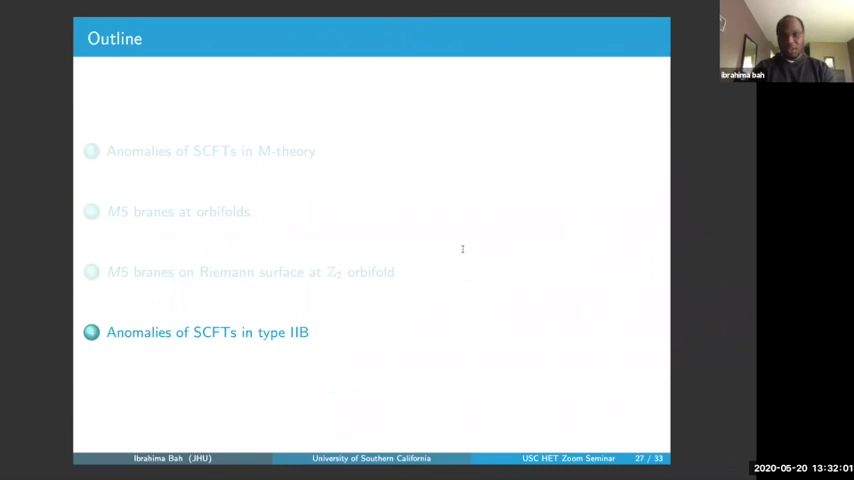 Outline
ibrahima bah
Anomalies of SCFTs in M-theory
M5 branes at orbifolds
M5 branes on Riemann surface at ℤ₂ orbifold
Anomalies of SCFTs in type IIB
Ibrahima Bah (JHU) University of Southern California USC HET Zoom Seminar 27 / 33
2020-05-20 13:32:01